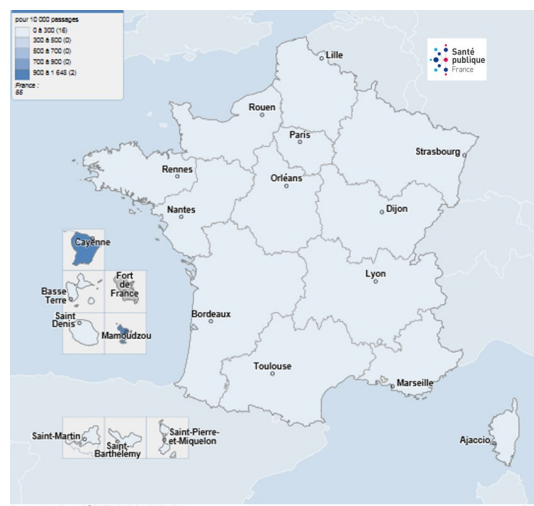 pour 10 000 passages
0 à 300 (16)
300 à 500 (0)
500 à 700 (0)
700 à 900 (0)
900 à 1 648 (2)
France :
55
Santé
publique
France
Lille
Rouen
Paris
Strasbourg
Rennes
Orléans
Nantes
Dijon
Cayenne
Basse
Terre
Fort
de
France
Lyon
Saint
Denis
Mamoudzou
Bordeaux
Toulouse
Marseille
Saint-Martin
Saint-
Barthelemy
Saint-Pierre-
et-Miquelon
Ajaccio